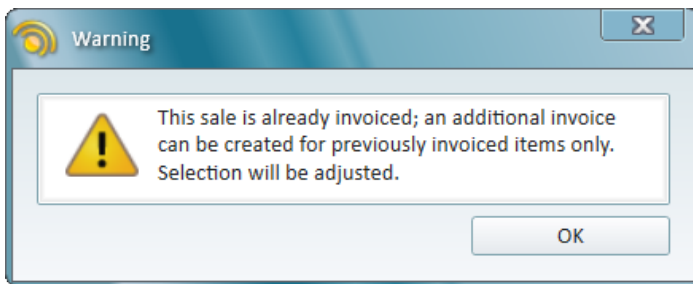 Warning
This sale is already invoiced; an additional invoice
can be created for previously invoiced items only.
Selection will be adjusted.
OK